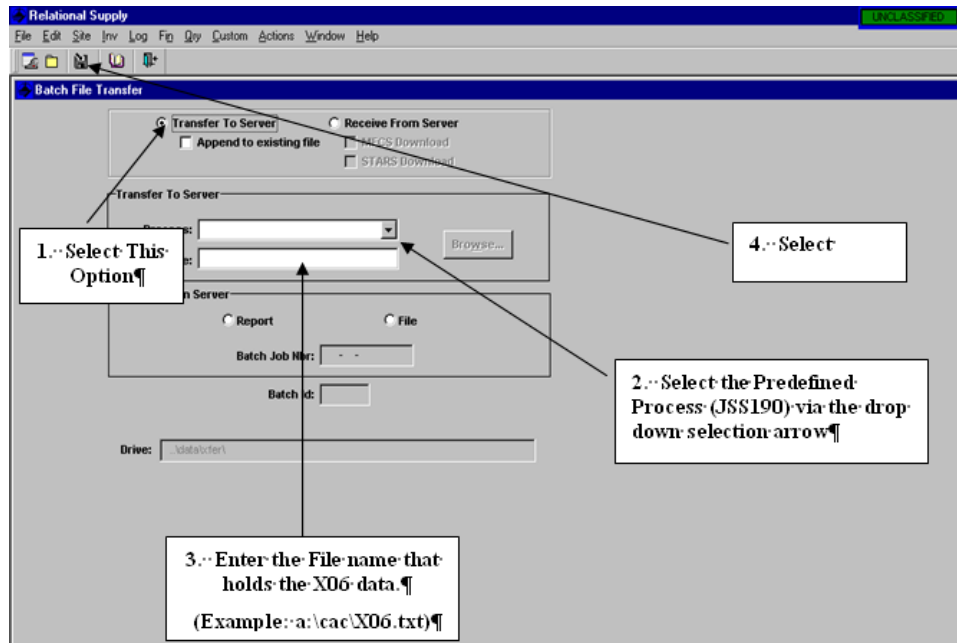 Relational Supply
UNCLASSIFIED
File Edit Site Inv Log Fin Qry Custom Actions Window Help
Batch File Transfer
Transfer To Server
Receive From Server
Append to existing file
MFCS Download
STARS Download
Transfer To Server
Browse...
1. Select This
Option¶
4. Select
Server
Report
File
Batch Job Nbr: - -
Batch Id:
2. Select the Predefined
Process (JSS190) via the drop
down selection arrow¶
Drive: ..\data\xfer\
3. Enter the File name that
holds the X06 data.¶
(Example: a:\cac\X06.txt)¶